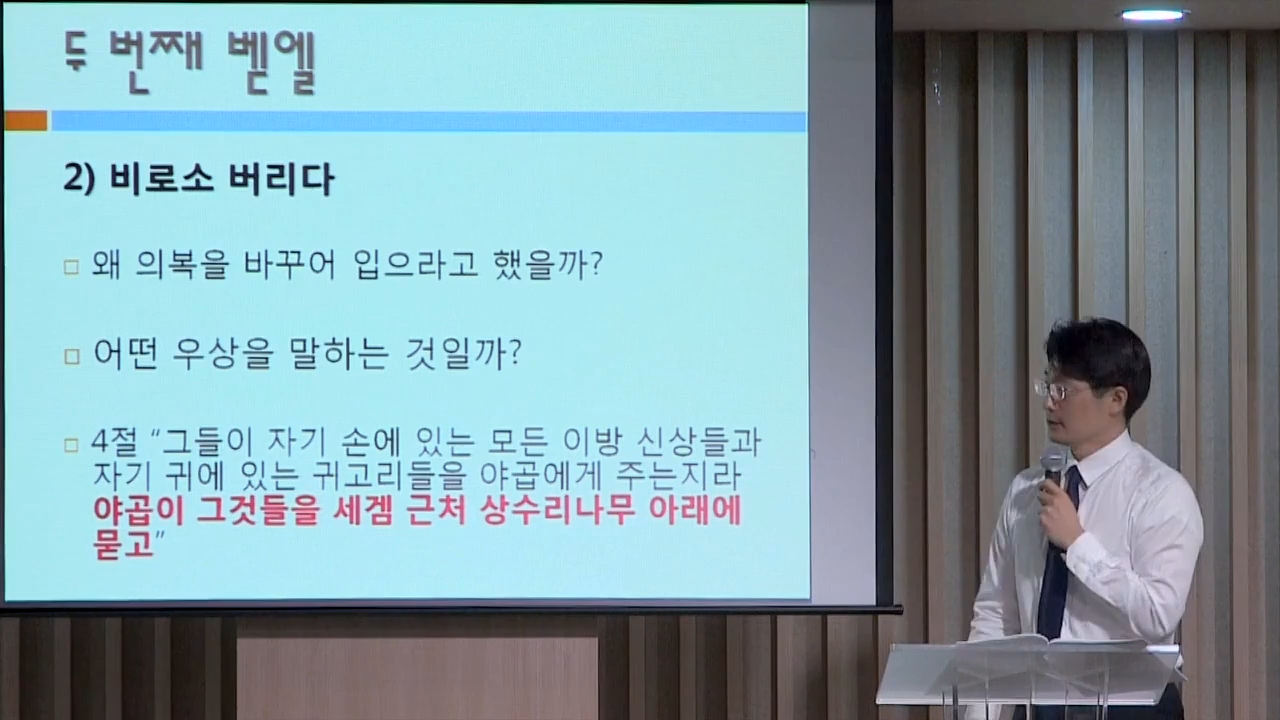 두 번째 벧엘
2) 비로소 버리다
왜 의복을 바꾸어 입으라고 했을까?
어떤 우상을 말하는 것일까?
4절 “그들이 자기 손에 있는 모든 이방 신상들과
자기 귀에 있는 귀고리들을 야곱에게 주는지라
야곱이 그것들을 세겜 근처 상수리나무 아래에
묻고”